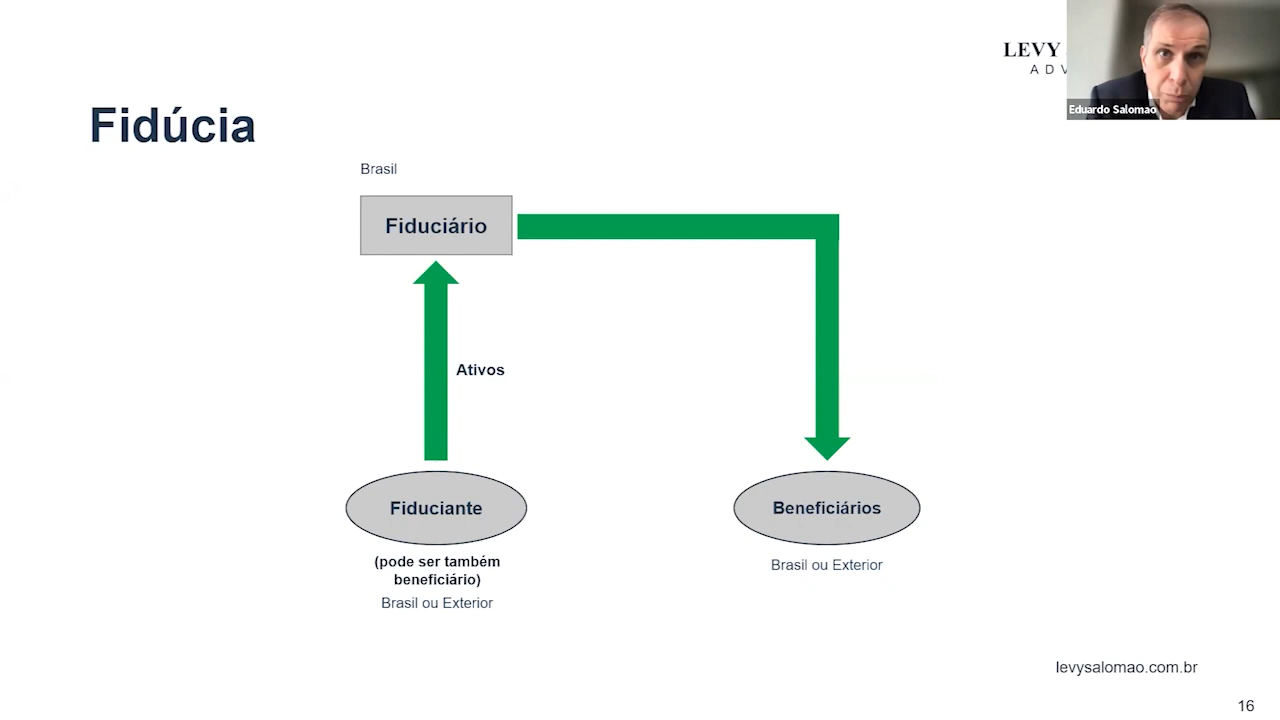 LEVY
ADV
Eduardo Salomao
Fidúcia
Brasil
Fiduciário
Ativos
Fiduciante
Beneficiários
(pode ser também
beneficiário)
Brasil ou Exterior
Brasil ou Exterior
levysalomao.com.br
16